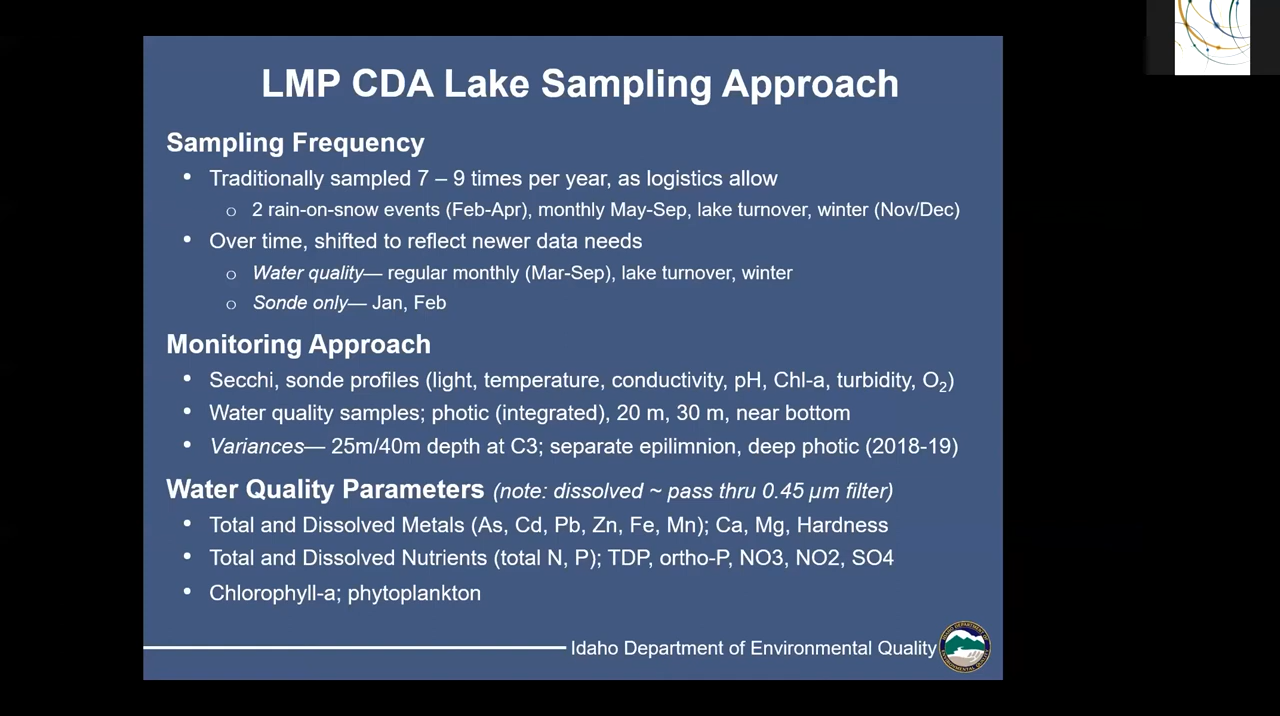 LMP CDA Lake Sampling Approach
Sampling Frequency
• Traditionally sampled 7 – 9 times per year, as logistics allow
o 2 rain-on-snow events (Feb-Apr), monthly May-Sep, lake turnover, winter (Nov/Dec)
• Over time, shifted to reflect newer data needs
o Water quality— regular monthly (Mar-Sep), lake turnover, winter
o Sonde only— Jan, Feb
Monitoring Approach
• Secchi, sonde profiles (light, temperature, conductivity, pH, Chl-a, turbidity, O₂)
• Water quality samples; photic (integrated), 20 m, 30 m, near bottom
• Variances— 25m/40m depth at C3; separate epilimnion, deep photic (2018-19)
Water Quality Parameters (note: dissolved ~ pass thru 0.45 µm filter)
• Total and Dissolved Metals (As, Cd, Pb, Zn, Fe, Mn); Ca, Mg, Hardness
• Total and Dissolved Nutrients (total N, P); TDP, ortho-P, NO3, NO2, SO4
• Chlorophyll-a; phytoplankton
Idaho Department of Environmental Quality